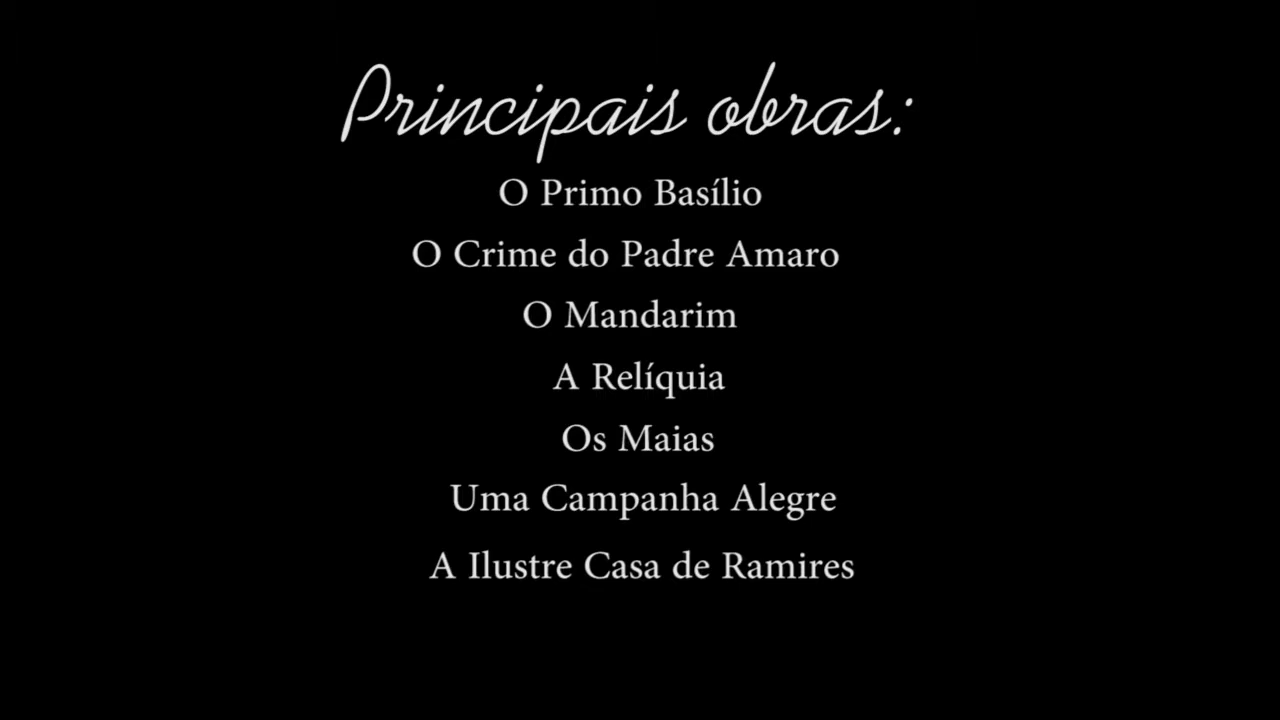 Principais obras:
O Primo Basílio
O Crime do Padre Amaro
O Mandarim
A Relíquia
Os Maias
Uma Campanha Alegre
A Ilustre Casa de Ramires